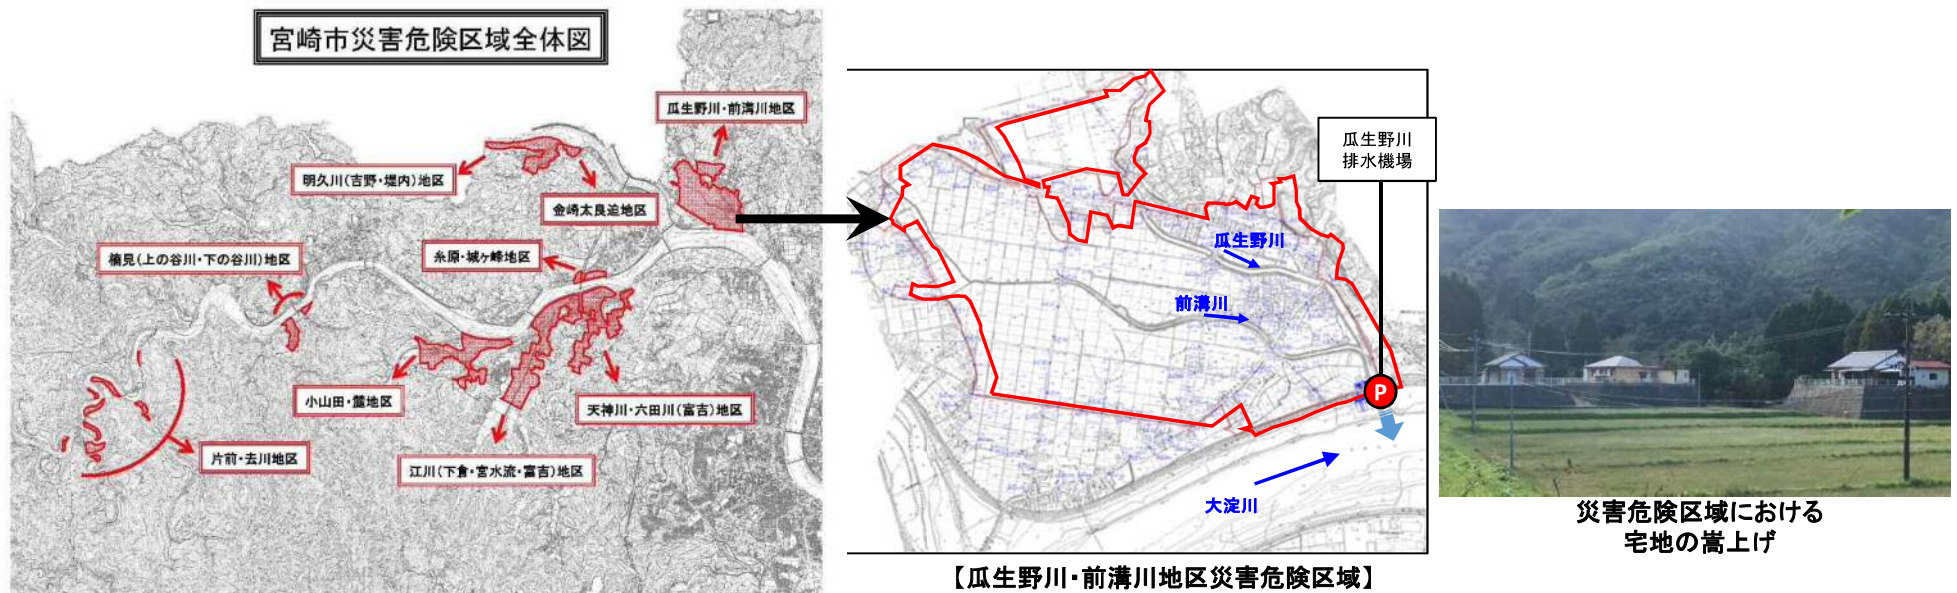 宮崎市災害危険区域全体図
瓜生野川・前溝川地区
明久川(吉野・堤内)地区
金崎太良迫地区
楠見(上の谷川・下の谷川)地区
糸原・城ヶ峰地区
小山田・麓地区
天神川・六田川(富吉)地区
片前・去川地区
江川(下倉・宮水流・富吉)地区
瓜生野川
排水機場
瓜生野川
前溝川
P
大淀川
【瓜生野川・前溝川地区災害危険区域】
災害危険区域における
宅地の嵩上げ